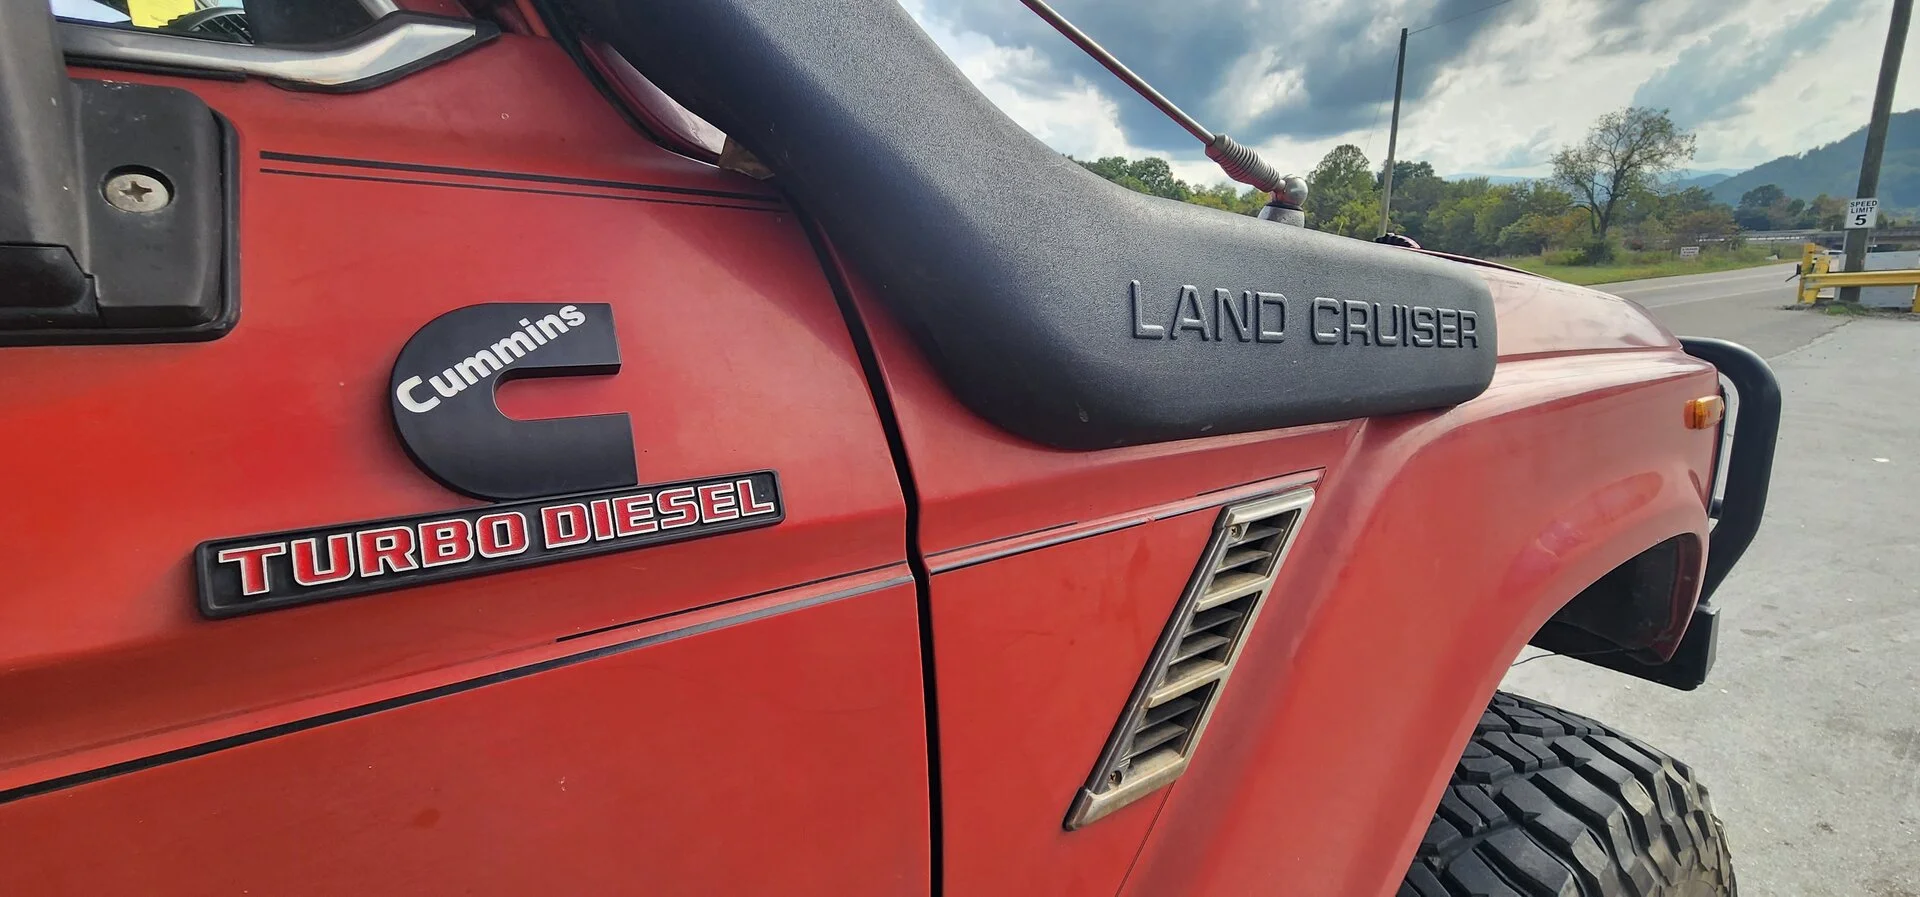 Cummins
TURBO DIESEL
LAND CRUISER
SPEED
LIMIT
5